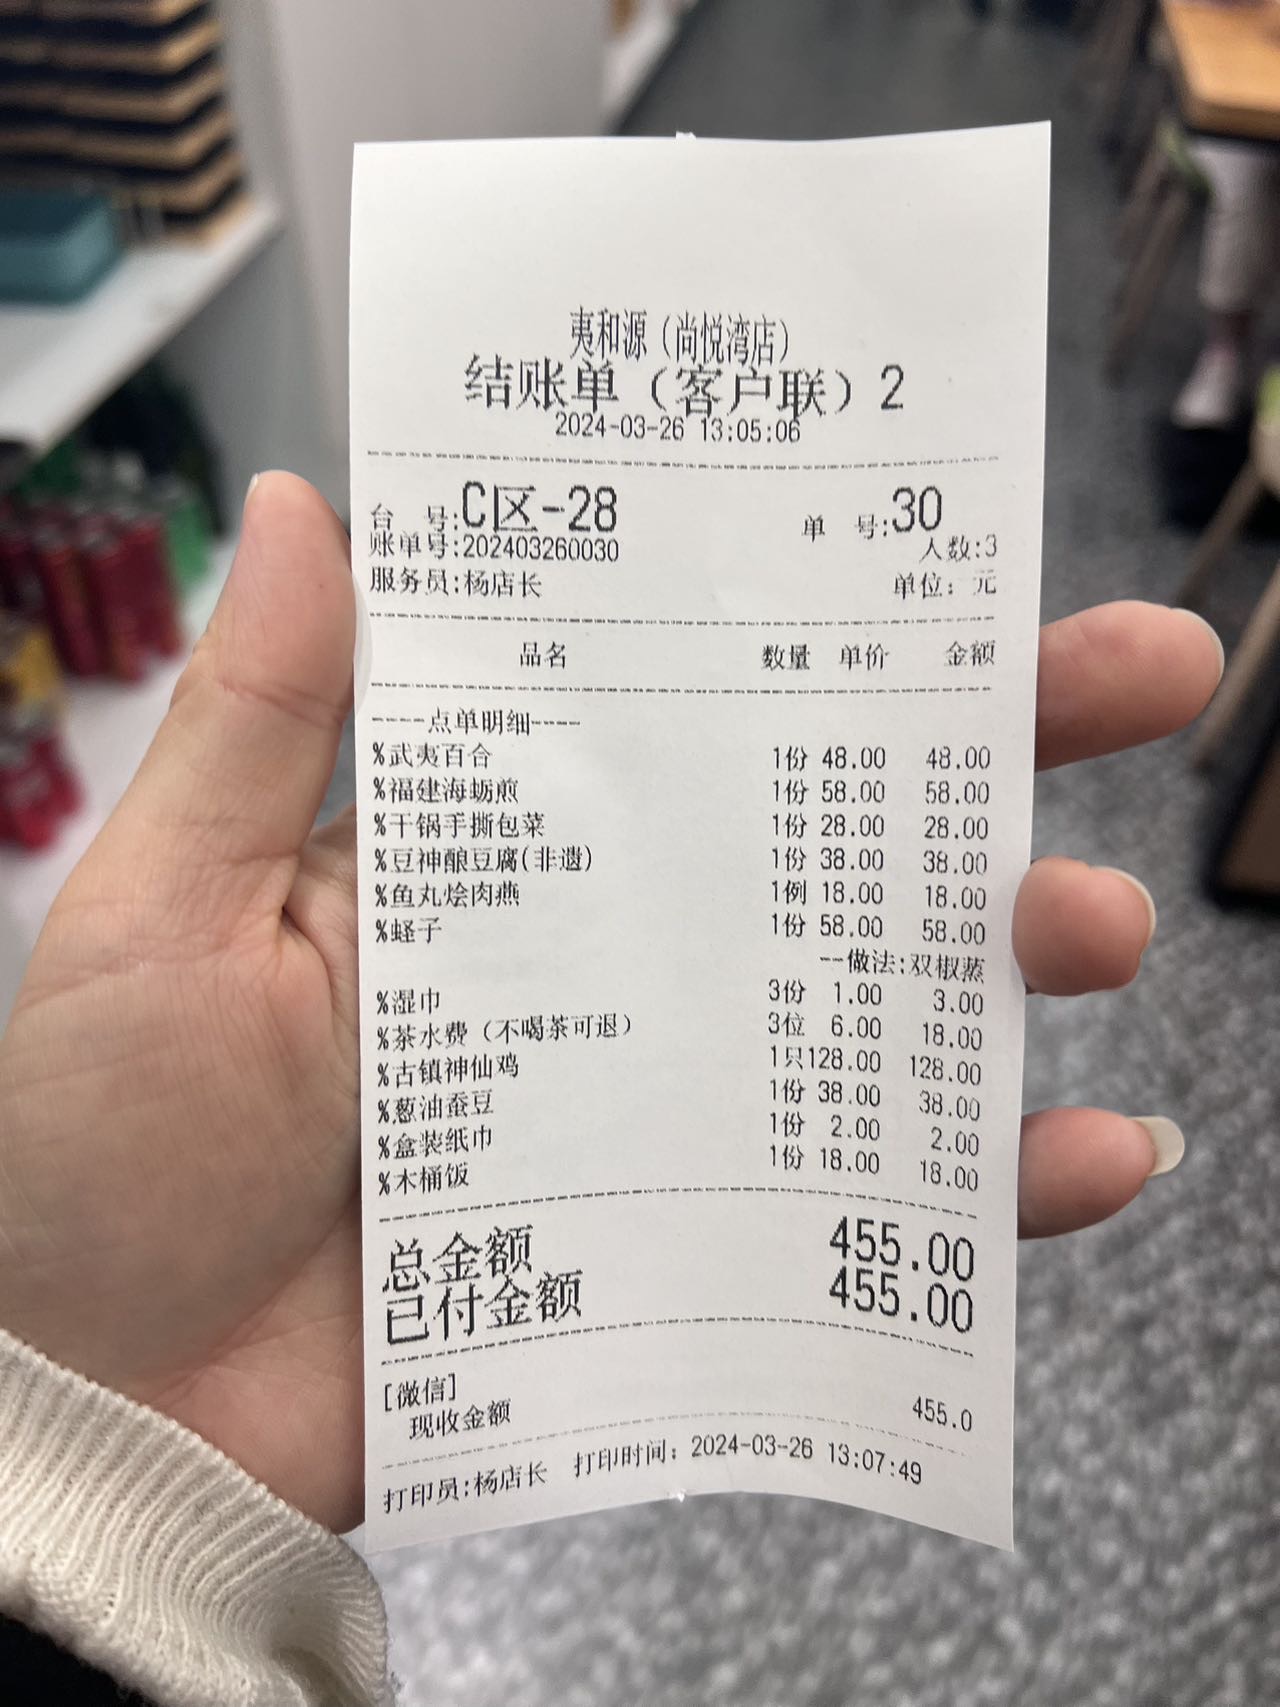 夷和源（尚悦湾店）
结账单（客户联）2
2024-03-26 13:05:06
台 号:C区-28 单 号:30
账单号:202403260030 人数:3
服务员:杨店长 单位：元
品名 数量 单价 金额
----点单明细----
%武夷百合 1份 48.00 48.00
%福建海蛎煎 1份 58.00 58.00
%干锅手撕包菜 1份 28.00 28.00
%豆神酿豆腐(非遗) 1份 38.00 38.00
%鱼丸烩肉燕 1例 18.00 18.00
%蛏子 1份 58.00 58.00
--做法:双椒蒸
%湿巾 3份 1.00 3.00
%茶水费（不喝茶可退） 3位 6.00 18.00
%古镇神仙鸡 1只128.00 128.00
%葱油蚕豆 1份 38.00 38.00
%盒装纸巾 1份 2.00 2.00
%木桶饭 1份 18.00 18.00
总金额 455.00
已付金额 455.00
[微信]
现收金额 455.0
打印员:杨店长 打印时间：2024-03-26 13:07:49